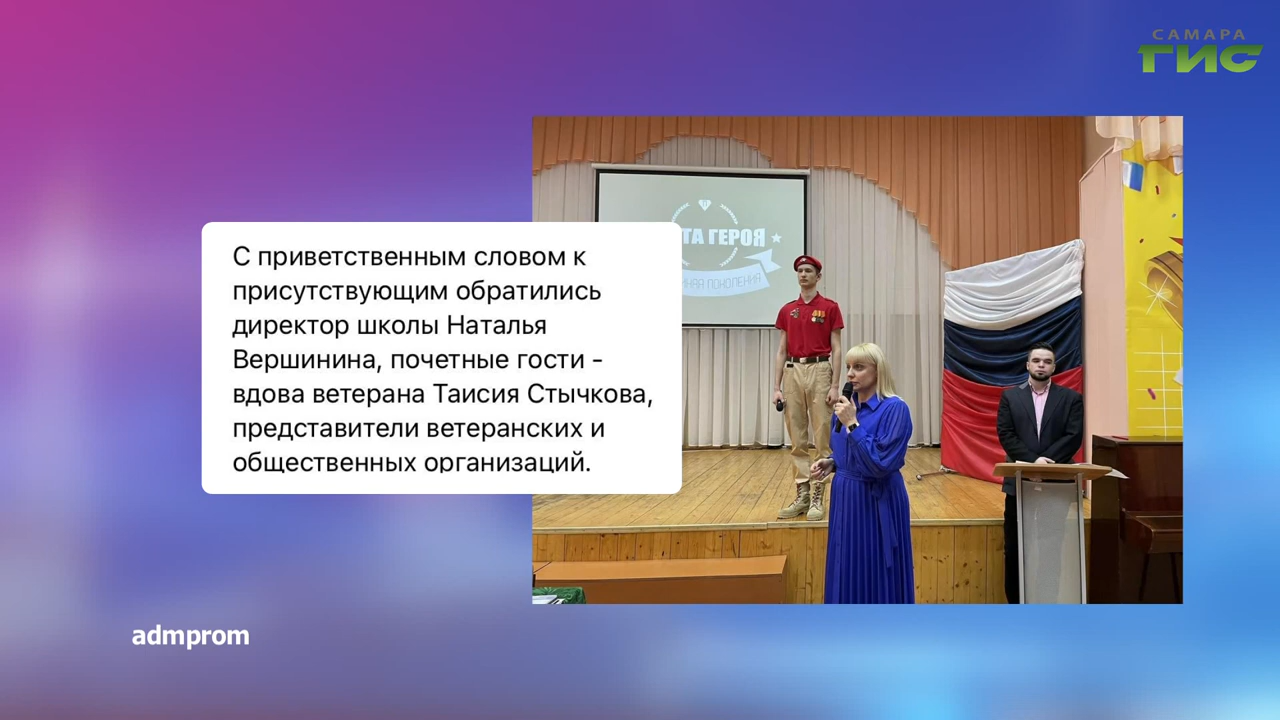 САМАРА
ГИС
ТА ГЕРОЯ
С приветственным словом к
присутствующим обратились
директор школы Наталья
Вершинина, почетные гости -
вдова ветерана Таисия Стычкова,
представители ветеранских и
общественных организаций.
admprom